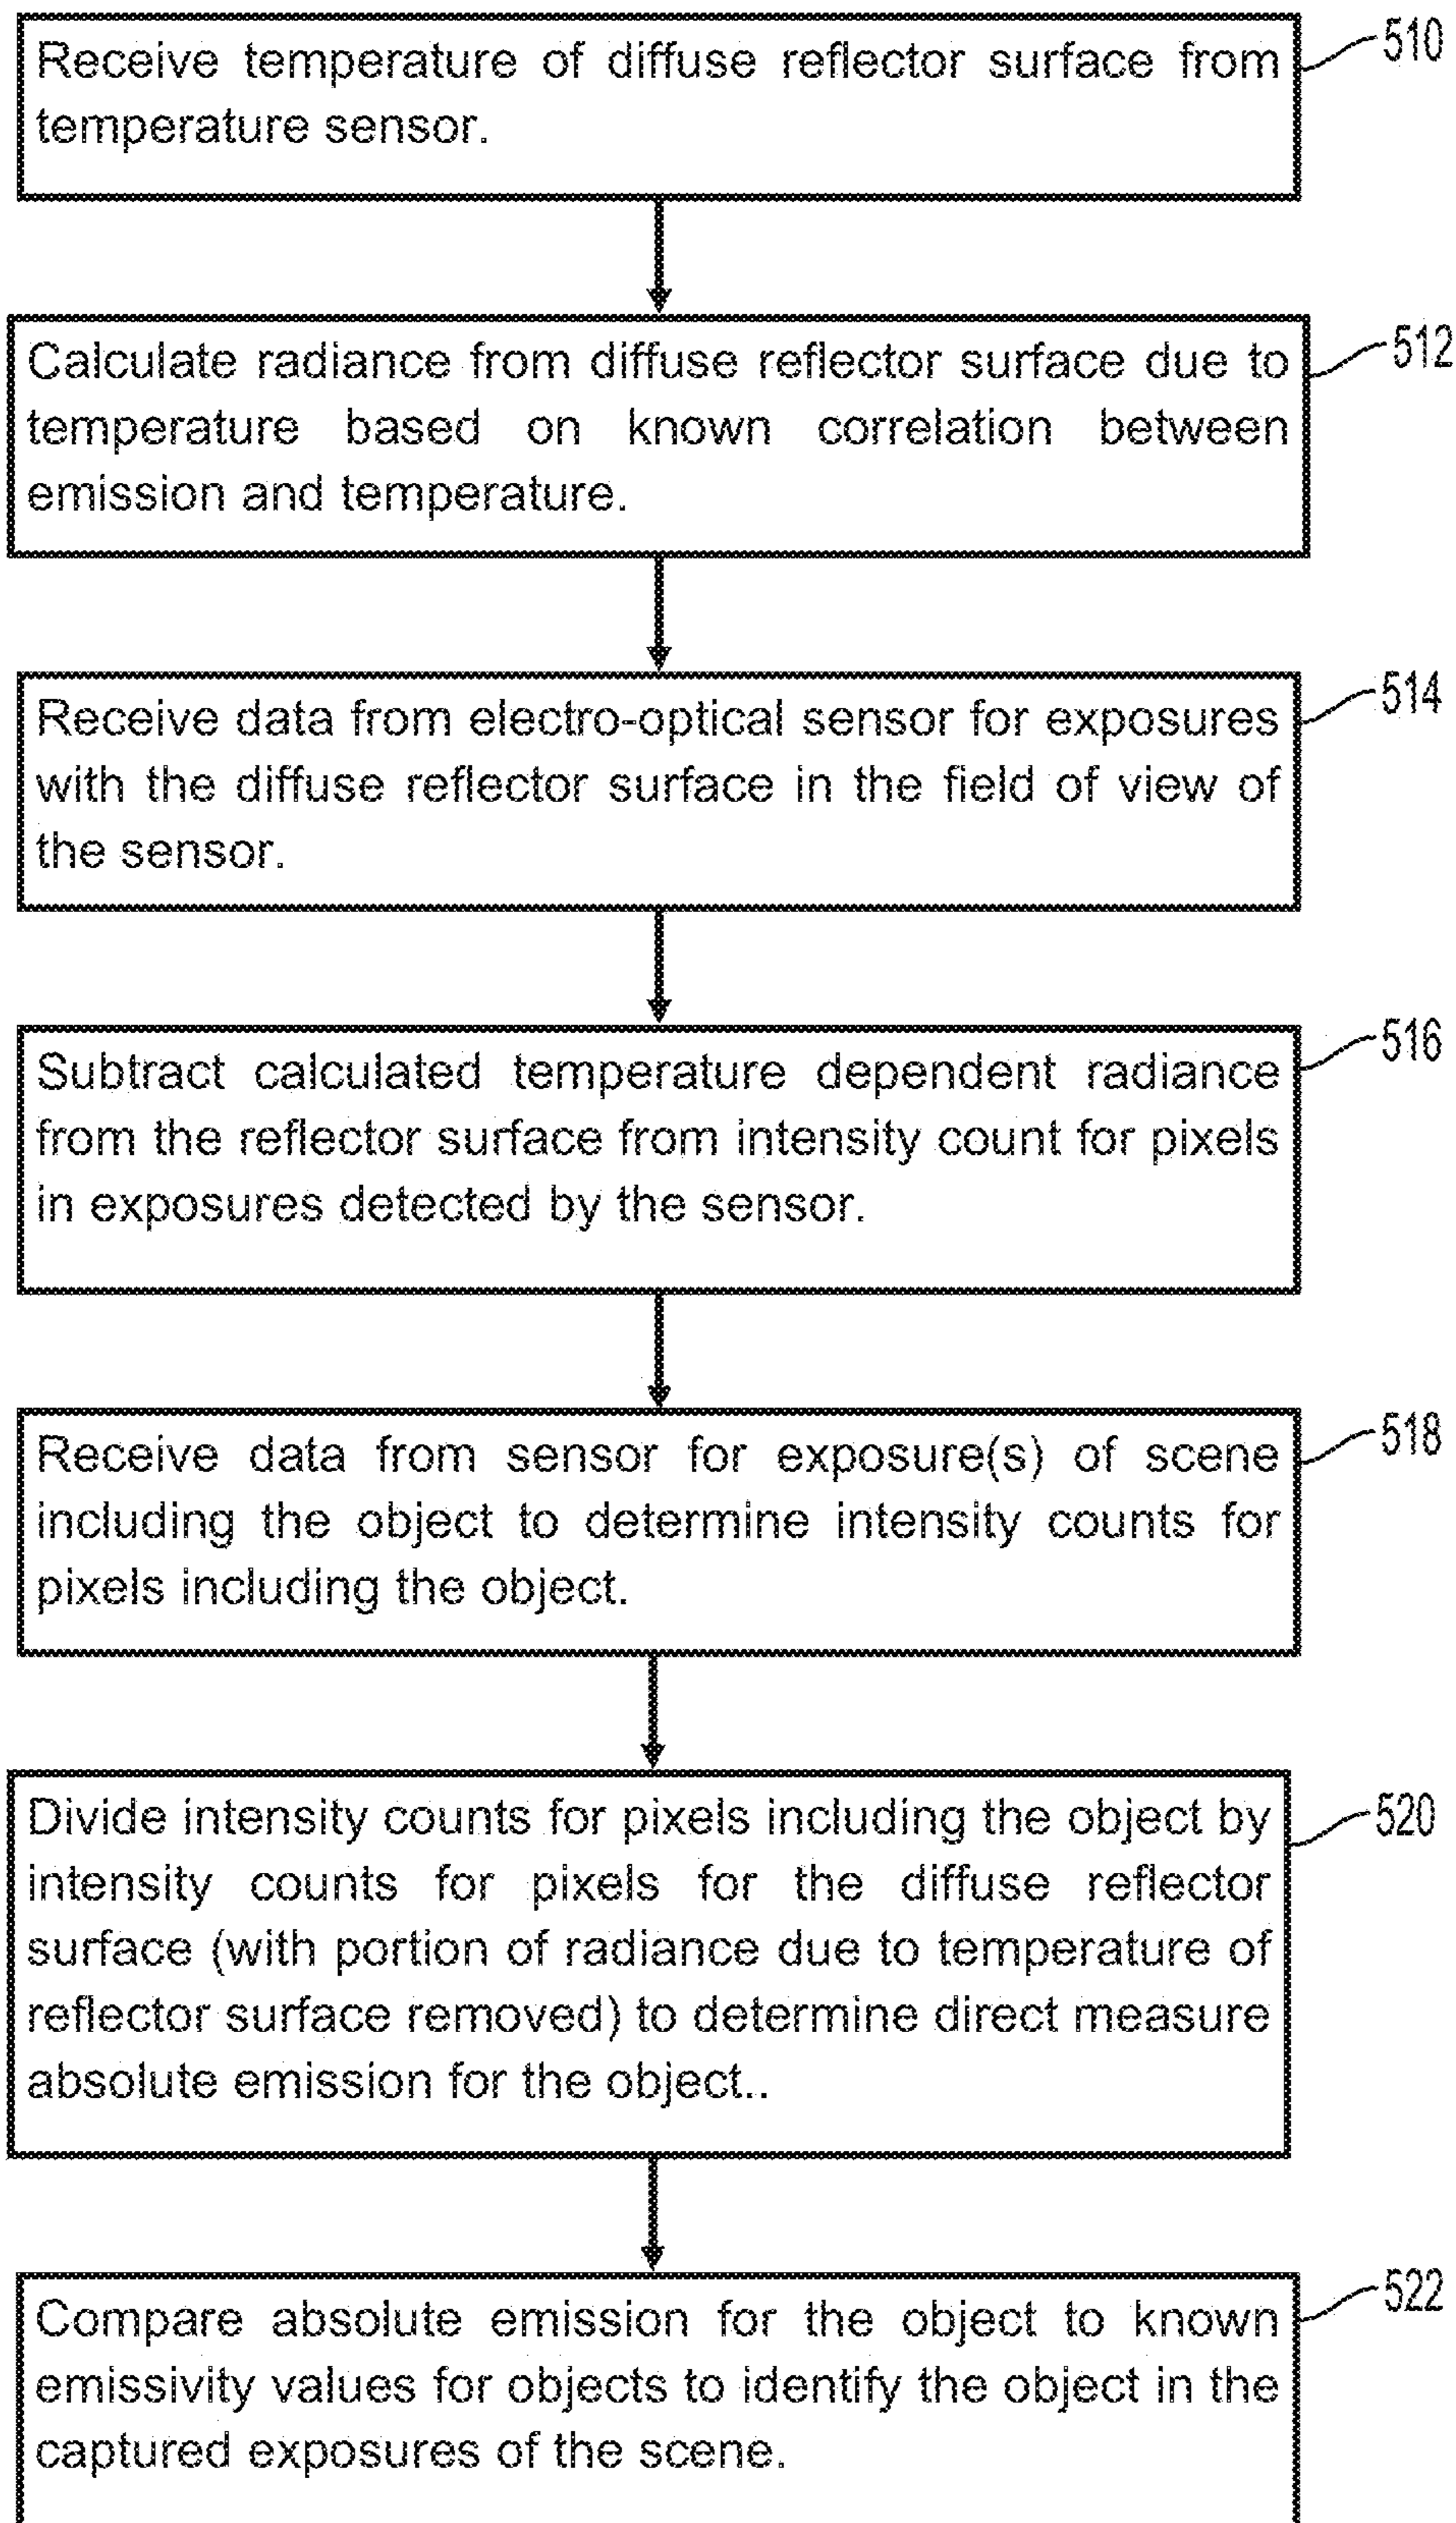 Receive temperature of diffuse reflector surface from
temperature sensor.
510
Calculate radiance from diffuse reflector surface due to
temperature based on known correlation between
emission and temperature.
512
Receive data from electro-optical sensor for exposures
with the diffuse reflector surface in the field of view of
the sensor.
514
Subtract calculated temperature dependent radiance
from the reflector surface from intensity count for pixels
in exposures detected by the sensor.
516
Receive data from sensor for exposure(s) of scene
including the object to determine intensity counts for
pixels including the object.
518
Divide intensity counts for pixels including the object by
intensity counts for pixels for the diffuse reflector
surface (with portion of radiance due to temperature of
reflector surface removed) to determine direct measure
absolute emission for the object..
520
Compare absolute emission for the object to known
emissivity values for objects to identify the object in the
captured exposures of the scene.
522